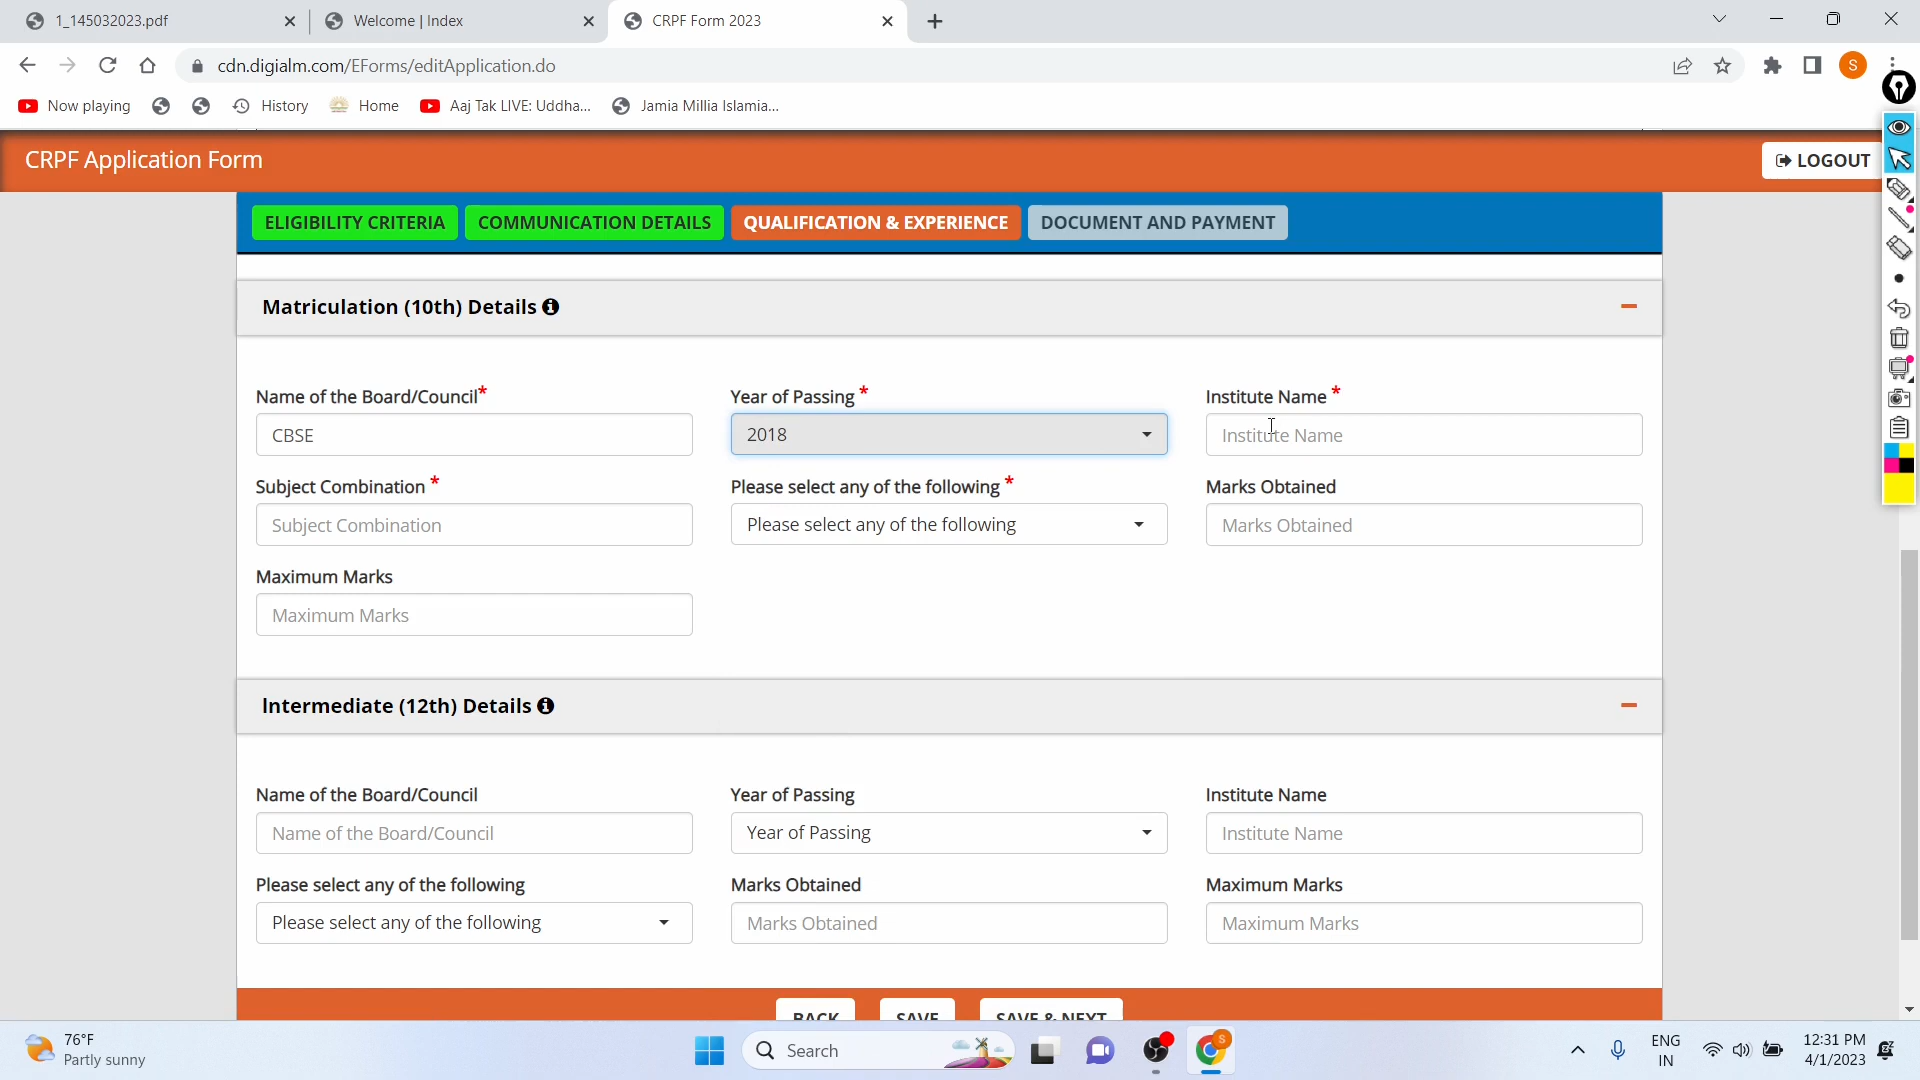 1_145032023.pdf
Welcome | Index
CRPF Form 2023
cdn.digialm.com/EForms/editApplication.do
S
Now playing
History
Home
Aaj Tak LIVE: Uddha...
Jamia Millia Islamia...
CRPF Application Form
LOGOUT
ELIGIBILITY CRITERIA
COMMUNICATION DETAILS
QUALIFICATION & EXPERIENCE
DOCUMENT AND PAYMENT
Matriculation (10th) Details
Name of the Board/Council*
Year of Passing *
Institute Name *
CBSE
2018
Institute Name
Subject Combination *
Please select any of the following *
Marks Obtained
Subject Combination
Please select any of the following
Marks Obtained
Maximum Marks
Maximum Marks
Intermediate (12th) Details
Name of the Board/Council
Year of Passing
Institute Name
Name of the Board/Council
Year of Passing
Institute Name
Please select any of the following
Marks Obtained
Maximum Marks
Please select any of the following
Marks Obtained
Maximum Marks
BACK
SAVE
SAVE & NEXT
76°F
Partly sunny
Search
S
ENG
IN
12:31 PM
4/1/2023